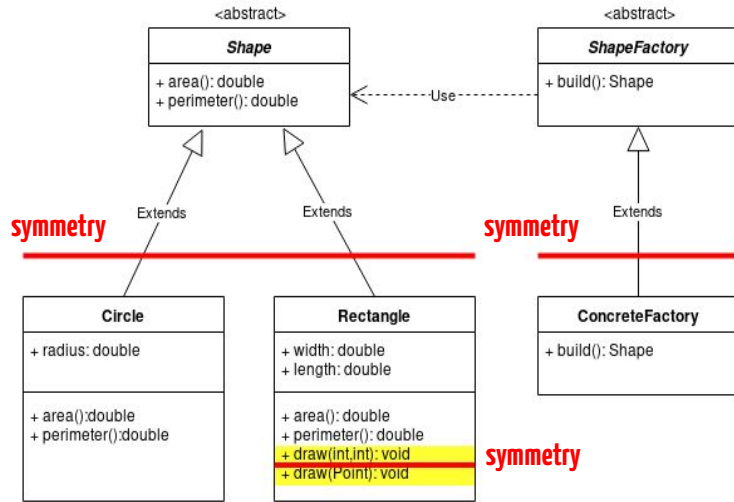 <abstract>
Shape
+ area(): double
+ perimeter(): double
<abstract>
ShapeFactory
+ build(): Shape
Use
Extends
Extends
Extends
symmetry
symmetry
Circle
+ radius: double
+ area():double
+ perimeter():double
Rectangle
+ width: double
+ length: double
+ area(): double
+ perimeter(): double
+ draw(int,int): void
+ draw(Point): void
symmetry
ConcreteFactory
+ build(): Shape